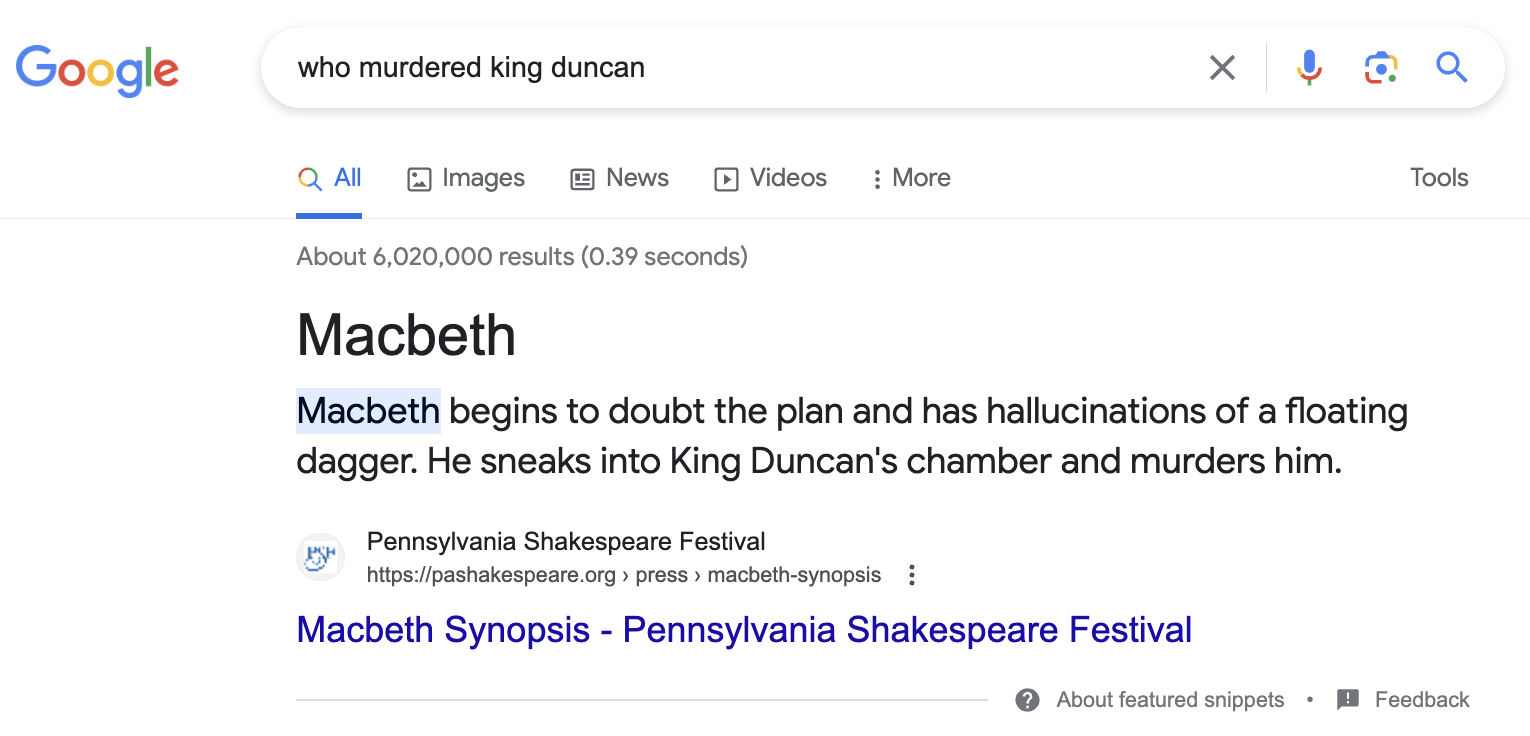 Google
who murdered king duncan
All Images News Videos More Tools
About 6,020,000 results (0.39 seconds)
Macbeth
Macbeth begins to doubt the plan and has hallucinations of a floating
dagger. He sneaks into King Duncan's chamber and murders him.
Pennsylvania Shakespeare Festival
https://pashakespeare.org › press › macbeth-synopsis
Macbeth Synopsis - Pennsylvania Shakespeare Festival
About featured snippets • Feedback